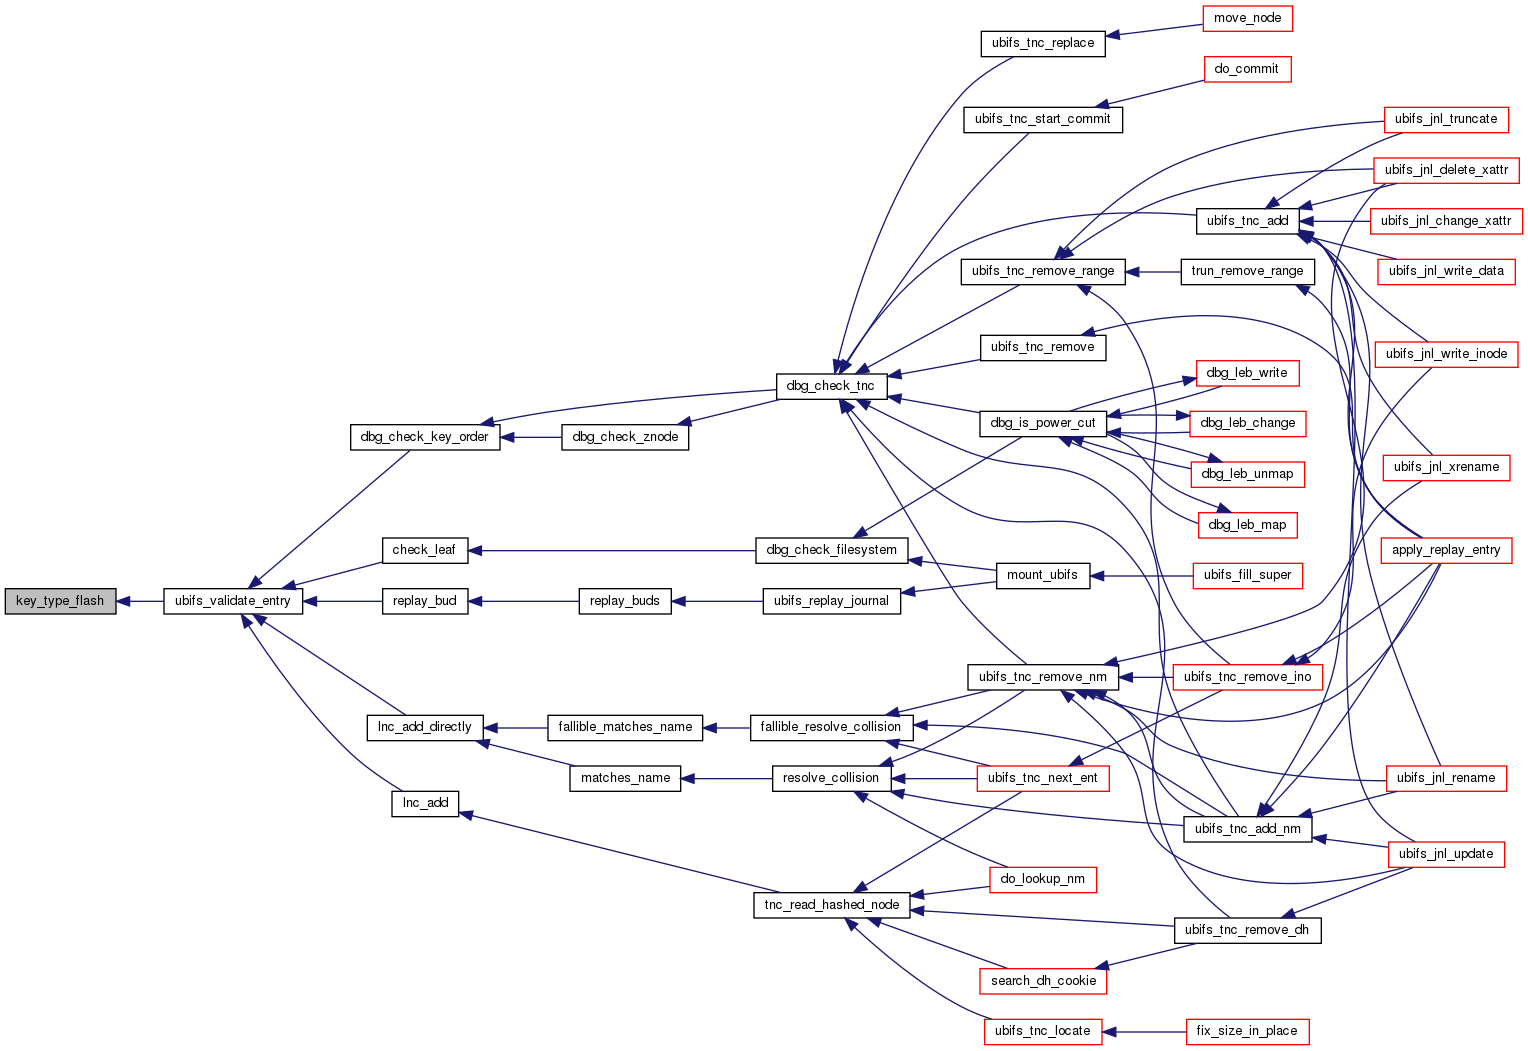 move_node
ubifs_tnc_replace
do_commit
ubifs_tnc_start_commit
ubifs_jnl_truncate
ubifs_jnl_delete_xattr
ubifs_tnc_add
ubifs_jnl_change_xattr
ubifs_tnc_remove_range
trun_remove_range
ubifs_jnl_write_data
ubifs_tnc_remove
ubifs_jnl_write_inode
dbg_check_tnc
dbg_leb_write
dbg_is_power_cut
dbg_leb_change
dbg_check_key_order
dbg_check_znode
dbg_leb_unmap
ubifs_jnl_xrename
dbg_leb_map
check_leaf
dbg_check_filesystem
apply_replay_entry
mount_ubifs
ubifs_fill_super
key_type_flash
ubifs_validate_entry
replay_bud
replay_buds
ubifs_replay_journal
ubifs_tnc_remove_nm
ubifs_tnc_remove_ino
lnc_add_directly
fallible_matches_name
fallible_resolve_collision
matches_name
resolve_collision
ubifs_tnc_next_ent
ubifs_jnl_rename
lnc_add
ubifs_tnc_add_nm
ubifs_jnl_update
do_lookup_nm
tnc_read_hashed_node
ubifs_tnc_remove_dh
search_dh_cookie
ubifs_tnc_locate
fix_size_in_place